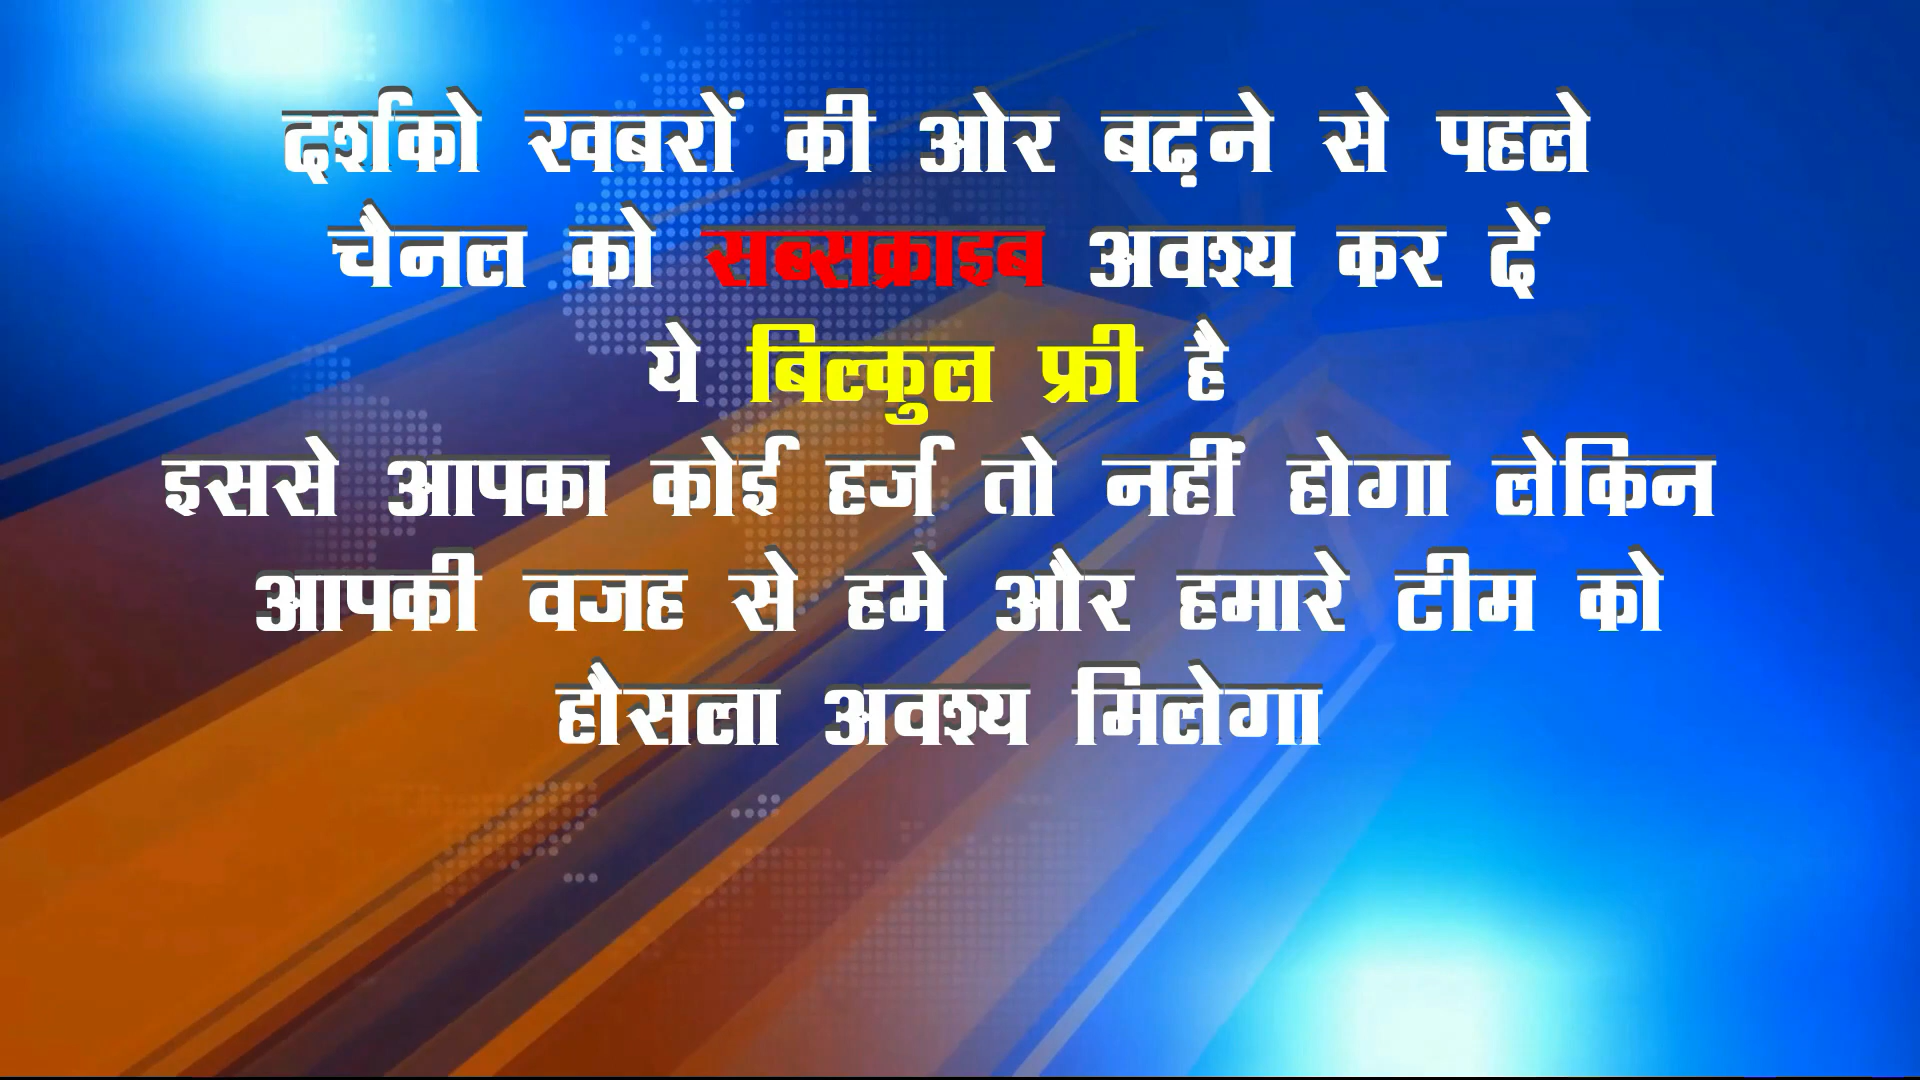 दर्शको खबरों की ओर बढ़ने से पहले
चैनल को सब्सक्राइब अवश्य कर दें
ये बिल्कुल फ्री है
इससे आपका कोई हर्ज तो नहीं होगा लेकिन
आपकी वजह से हमे और हमारे टीम को
हौसला अवश्य मिलेगा